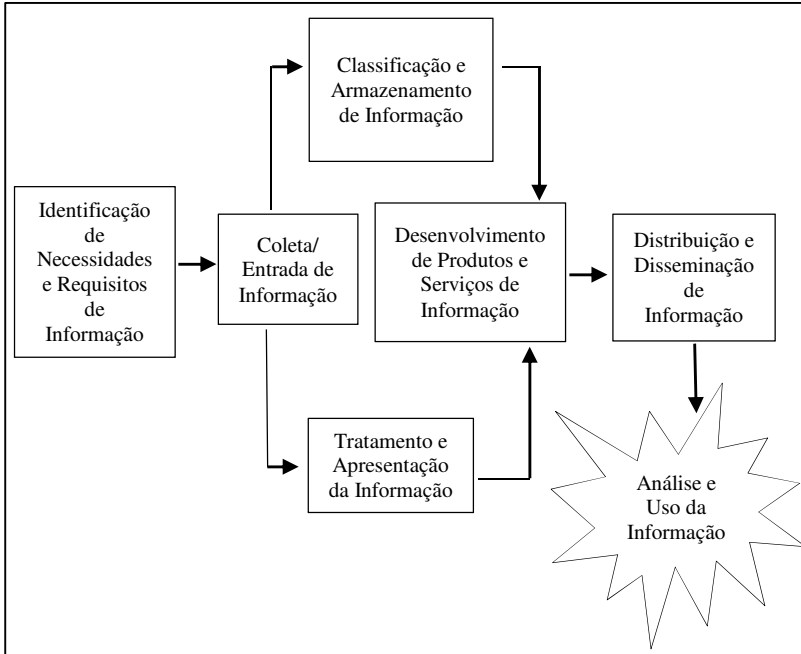 Identificação
de
Necessidades
e Requisitos
de
Informação
Coleta/
Entrada de
Informação
Classificação e
Armazenamento
de Informação
Tratamento e
Apresentação
da Informação
Desenvolvimento
de Produtos e
Serviços de
Informação
Distribuição e
Disseminação
de
Informação
Análise e
Uso da
Informação